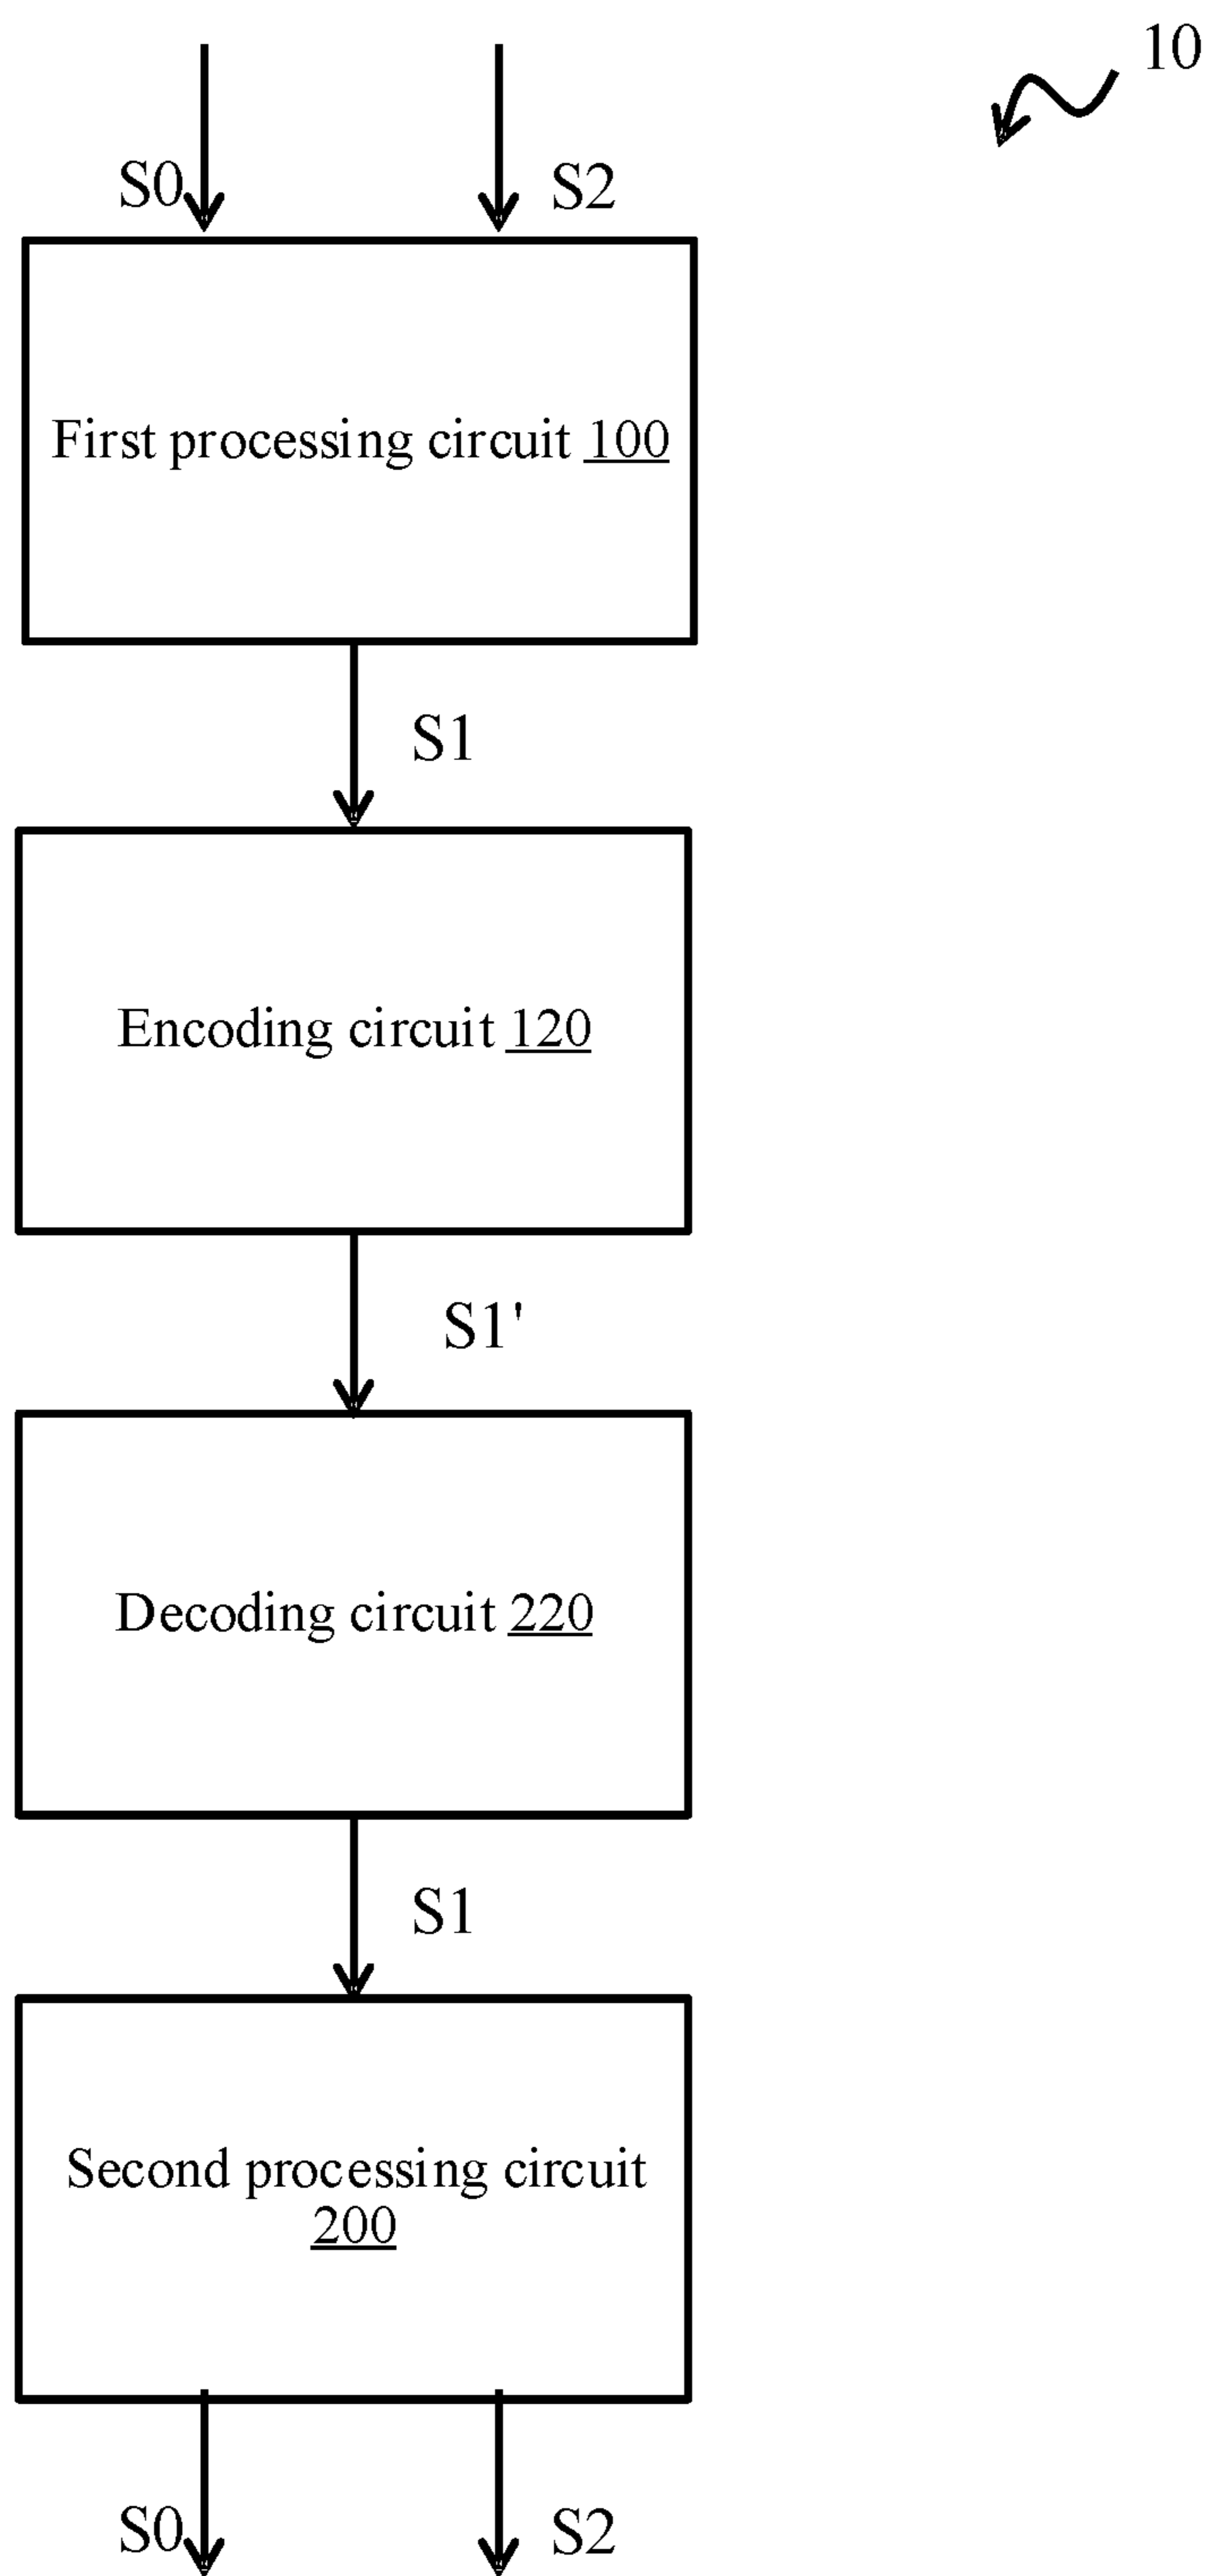 10
S0
S2
First processing circuit 100
S1
Encoding circuit 120
S1'
Decoding circuit 220
S1
Second processing circuit
200
S0
S2